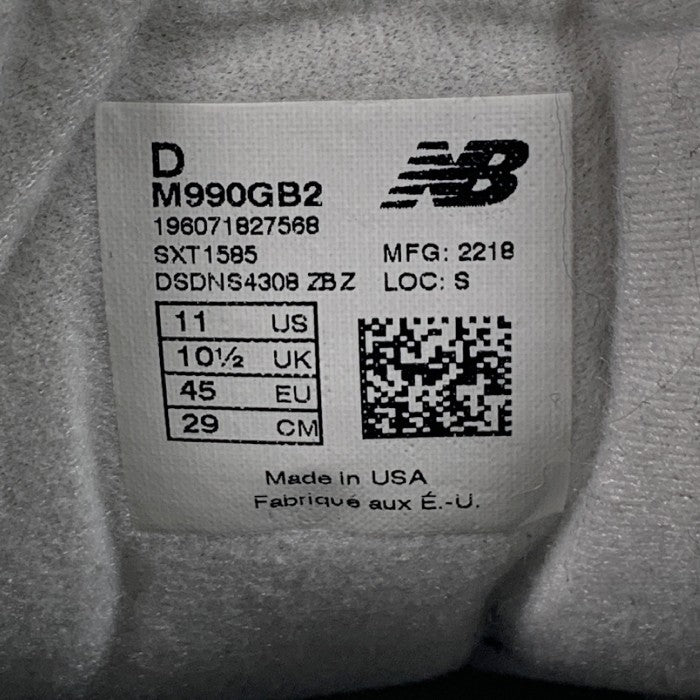 D
NB
M990GB2
196071827568
SXT1585
MFG: 2218
DSDNS4308 ZBZ
LOC: S
11 US
10½ UK
45 EU
29 CM
Made in USA
Fabriqué aux É.-U.